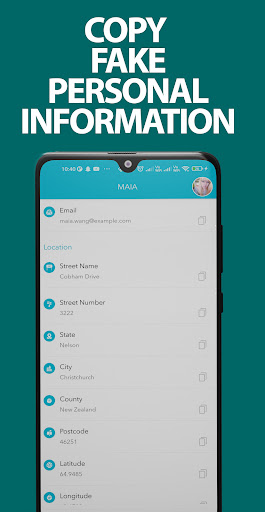 COPY
FAKE
PERSONAL
INFORMATION
10:40
MAIA
Email
maia.wang@example.com
Location
Street Name
Cobham Drive
Street Number
3222
State
Nelson
City
Christchurch
County
New Zealand
Postcode
46251
Latitude
64.9485
Longitude